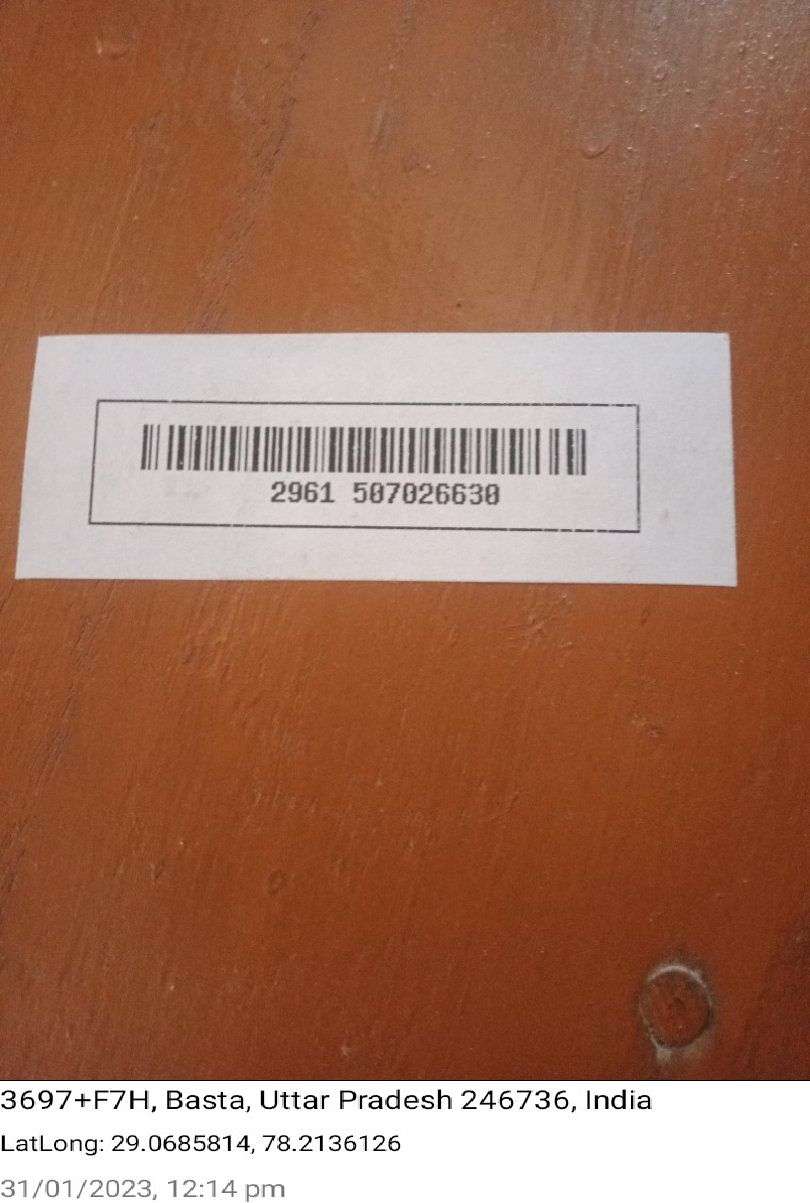 2961 507026630
3697+F7H, Basta, Uttar Pradesh 246736, India
LatLong: 29.0685814, 78.2136126
31/01/2023, 12:14 pm